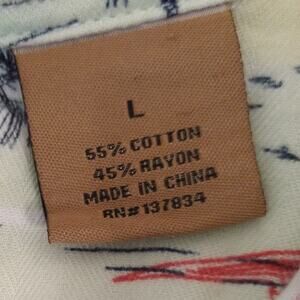 L
55% COTTON
45% RAYON
MADE IN CHINA
RN#137834